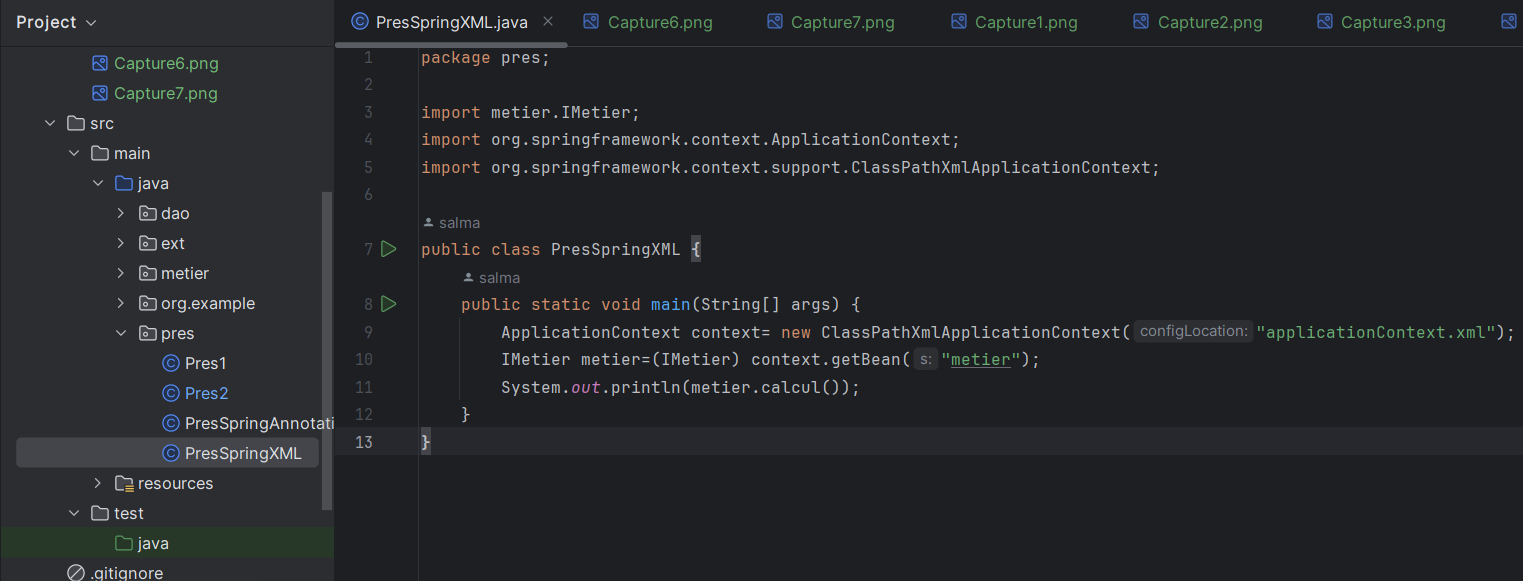 Project
Capture6.png
Capture7.png
src
main
java
dao
ext
metier
org.example
pres
Pres1
Pres2
PresSpringAnnotati
PresSpringXML
resources
test
java
.gitignore
PresSpringXML.java Capture6.png Capture7.png Capture1.png Capture2.png Capture3.png
1 package pres;
2
3 import metier.IMetier;
4 import org.springframework.context.ApplicationContext;
5 import org.springframework.context.support.ClassPathXmlApplicationContext;
6
salma
7 public class PresSpringXML {
salma
8 public static void main(String[] args) {
9 ApplicationContext context= new ClassPathXmlApplicationContext( configLocation: "applicationContext.xml");
10 IMetier metier=(IMetier) context.getBean( s: "metier");
11 System.out.println(metier.calcul());
12 }
13 }